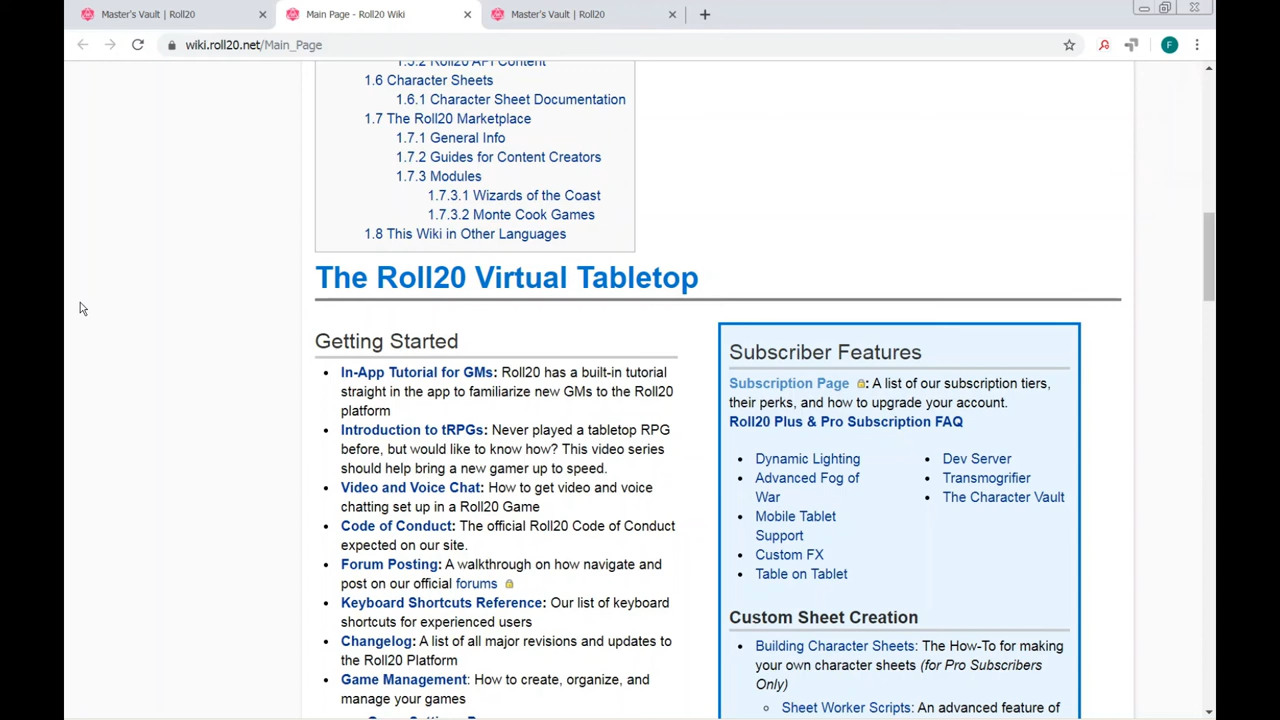 Master's Vault | Roll20
Main Page - Roll20 Wiki
Master's Vault | Roll20
wiki.roll20.net/Main_Page
F
1.5.2 Roll20 API Content
1.6 Character Sheets
1.6.1 Character Sheet Documentation
1.7 The Roll20 Marketplace
1.7.1 General Info
1.7.2 Guides for Content Creators
1.7.3 Modules
1.7.3.1 Wizards of the Coast
1.7.3.2 Monte Cook Games
1.8 This Wiki in Other Languages
The Roll20 Virtual Tabletop
Getting Started
• In-App Tutorial for GMs: Roll20 has a built-in tutorial
straight in the app to familiarize new GMs to the Roll20
platform
• Introduction to tRPGs: Never played a tabletop RPG
before, but would like to know how? This video series
should help bring a new gamer up to speed.
• Video and Voice Chat: How to get video and voice
chatting set up in a Roll20 Game
• Code of Conduct: The official Roll20 Code of Conduct
expected on our site.
• Forum Posting: A walkthrough on how navigate and
post on our official forums
• Keyboard Shortcuts Reference: Our list of keyboard
shortcuts for experienced users
• Changelog: A list of all major revisions and updates to
the Roll20 Platform
• Game Management: How to create, organize, and
manage your games
Subscriber Features
Subscription Page : A list of our subscription tiers,
their perks, and how to upgrade your account.
Roll20 Plus & Pro Subscription FAQ
• Dynamic Lighting
• Advanced Fog of
War
• Mobile Tablet
Support
• Custom FX
• Table on Tablet
• Dev Server
• Transmogrifier
• The Character Vault
Custom Sheet Creation
• Building Character Sheets: The How-To for making
your own character sheets (for Pro Subscribers
Only)
Sheet Worker Scripts: An advanced feature of